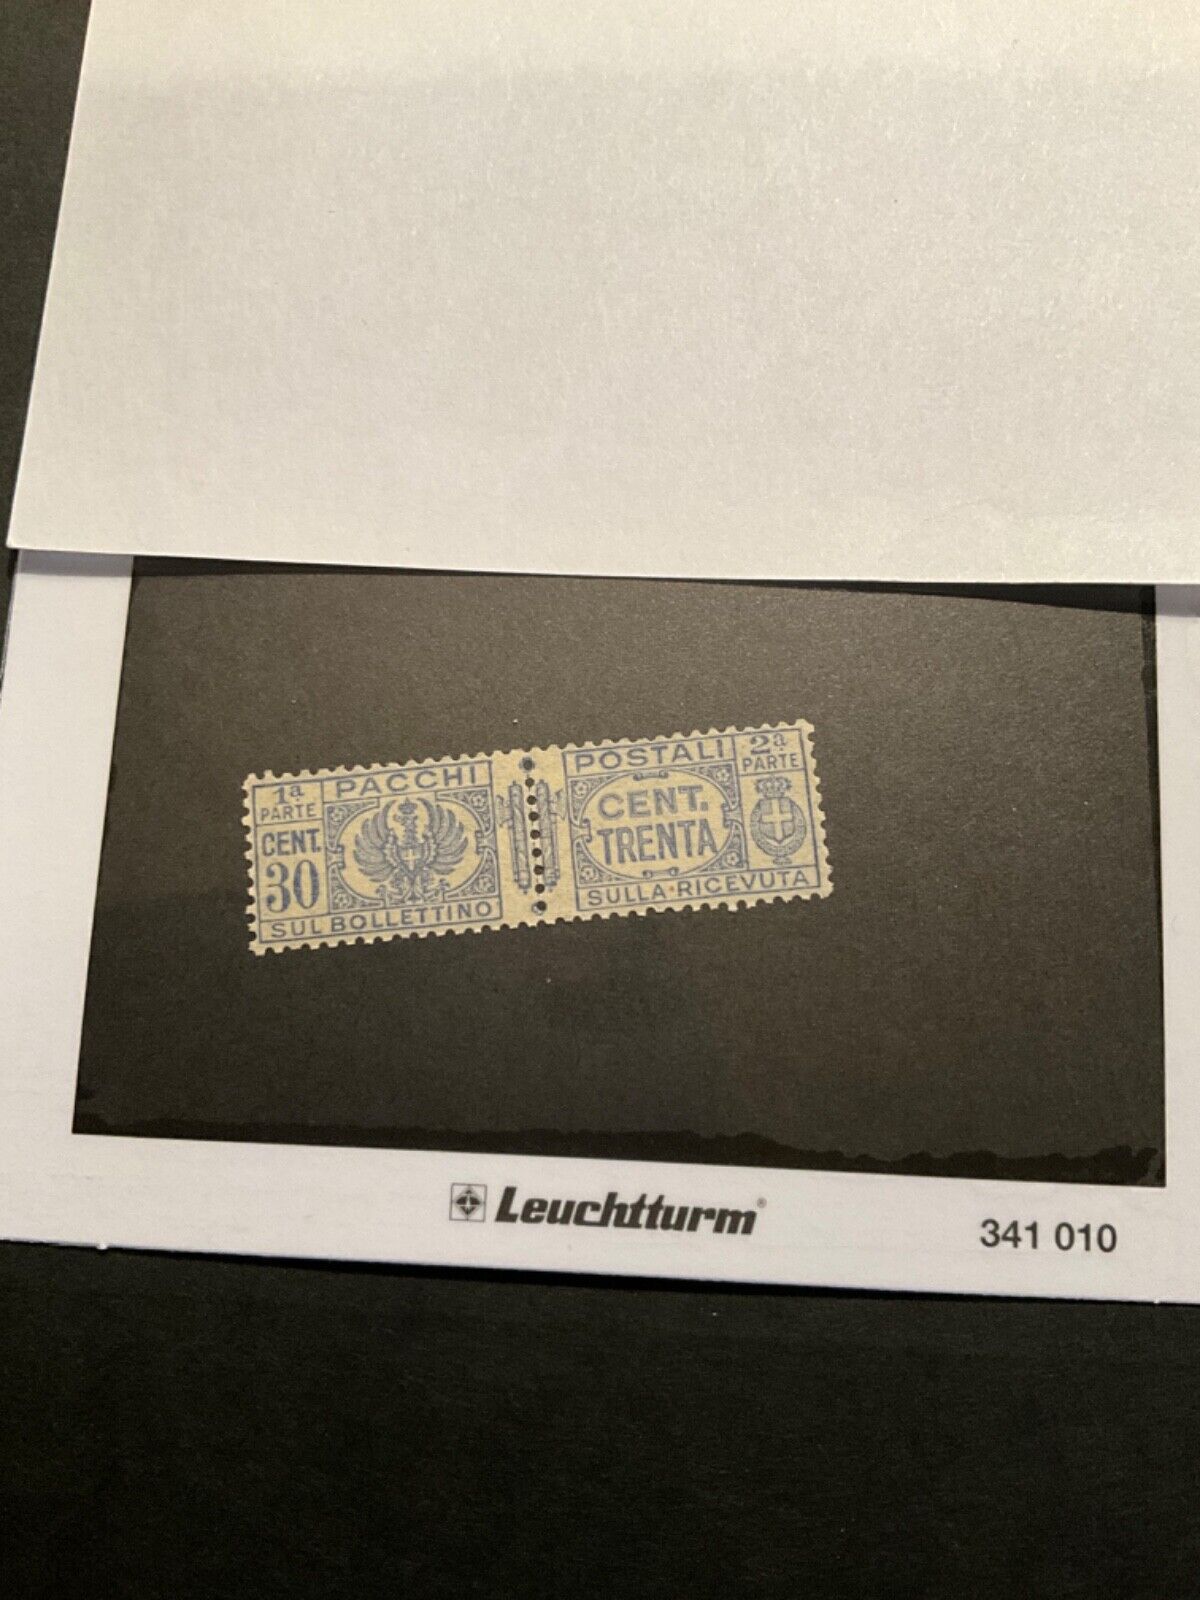 1ª PARTE
PACCHI
CENT. 30
SUL BOLLETTINO
POSTALI
2ª PARTE
CENT. TRENTA
SULLA·RICEVUTA
Leuchtturm®
341 010